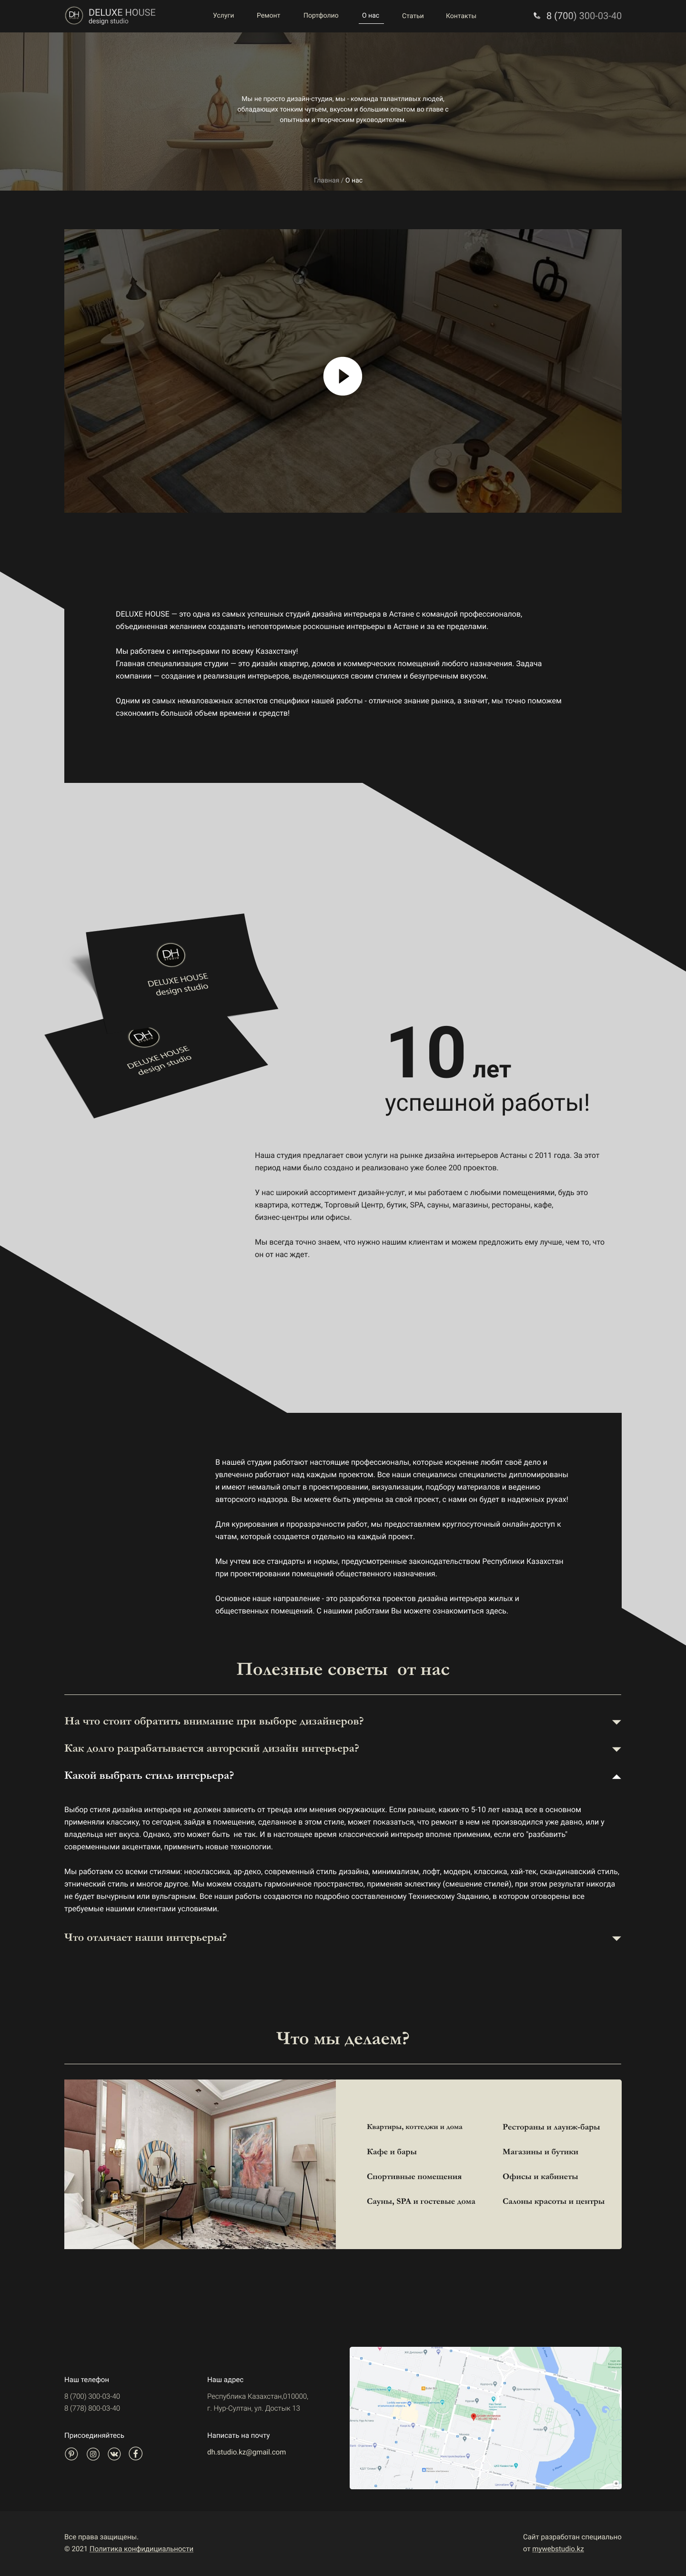 DELUXE HOUSE
design studio
Услуги Ремонт Портфолио О нас Статьи Контакты
8 (700) 300-03-40
Мы не просто дизайн-студия, мы - команда талантливых людей,
обладающих тонким чутьем, вкусом и большим опытом во главе с
опытным и творческим руководителем.
Главная / О нас
DELUXE HOUSE — это одна из самых успешных студий дизайна интерьера в Астане с командой профессионалов,
объединенная желанием создавать неповторимые роскошные интерьеры в Астане и за ее пределами.
Мы работаем с интерьерами по всему Казахстану!
Главная специализация студии — это дизайн квартир, домов и коммерческих помещений любого назначения. Задача
компании — создание и реализация интерьеров, выделяющихся своим стилем и безупречным вкусом.
Одним из самых немаловажных аспектов специфики нашей работы - отличное знание рынка, а значит, мы точно поможем
сэкономить большой объем времени и средств!
DH
STUDIO
DELUXE HOUSE
design studio
DH
DELUXE HOUSE
design studio
10 лет
успешной работы!
Наша студия предлагает свои услуги на рынке дизайна интерьеров Астаны с 2011 года. За этот
период нами было создано и реализовано уже более 200 проектов.
У нас широкий ассортимент дизайн-услуг, и мы работаем с любыми помещениями, будь это
квартира, коттедж, Торговый Центр, бутик, SPA, сауны, магазины, рестораны, кафе,
бизнес-центры или офисы.
Мы всегда точно знаем, что нужно нашим клиентам и можем предложить ему лучше, чем то, что
он от нас ждет.
В нашей студии работают настоящие профессионалы, которые искренне любят своё дело и
увлеченно работают над каждым проектом. Все наши специалисы специалисты дипломированы
и имеют немалый опыт в проектировании, визуализации, подбору материалов и ведению
авторского надзора. Вы можете быть уверены за свой проект, с нами он будет в надежных руках!
Для курирования и проразрачности работ, мы предоставляем круглосуточный онлайн-доступ к
чатам, который создается отдельно на каждый проект.
Мы учтем все стандарты и нормы, предусмотренные законодательством Республики Казахстан
при проектировании помещений общественного назначения.
Основное наше направление - это разработка проектов дизайна интерьера жилых и
общественных помещений. С нашими работами Вы можете ознакомиться здесь.
Полезные советы от нас
На что стоит обратить внимание при выборе дизайнеров?
Как долго разрабатывается авторский дизайн интерьера?
Какой выбрать стиль интерьера?
Выбор стиля дизайна интерьера не должен зависеть от тренда или мнения окружающих. Если раньше, каких-то 5-10 лет назад все в основном
применяли классику, то сегодня, зайдя в помещение, сделанное в этом стиле, может показаться, что ремонт в нем не производился уже давно, или у
владельца нет вкуса. Однако, это может быть не так. И в настоящее время классический интерьер вполне применим, если его "разбавить"
современными акцентами, применить новые технологии.
Мы работаем со всеми стилями: неоклассика, ар-деко, современный стиль дизайна, минимализм, лофт, модерн, классика, хай-тек, скандинавский стиль,
этнический стиль и многое другое. Мы можем создать гармоничное пространство, применяя эклектику (смешение стилей), при этом результат никогда
не будет вычурным или вульгарным. Все наши работы создаются по подробно составленному Техниескому Заданию, в котором оговорены все
требуемые нашими клиентами условиями.
Что отличает наши интерьеры?
Что мы делаем?
Квартиры, коттеджи и дома
Рестораны и лаунж-бары
Кафе и бары
Магазины и бутики
Спортивные помещения
Офисы и кабинеты
Сауны, SPA и гостевые дома
Салоны красоты и центры
Наш телефон
8 (700) 300-03-40
8 (778) 800-03-40
Наш адрес
Республика Казахстан,010000,
г. Нур-Султан, ул. Достык 13
Присоединяйтесь
Написать на почту
dh.studio.kz@gmail.com
Все права защищены.
© 2021 Политика конфидициальности
Сайт разработан специально
от mywebstudio.kz